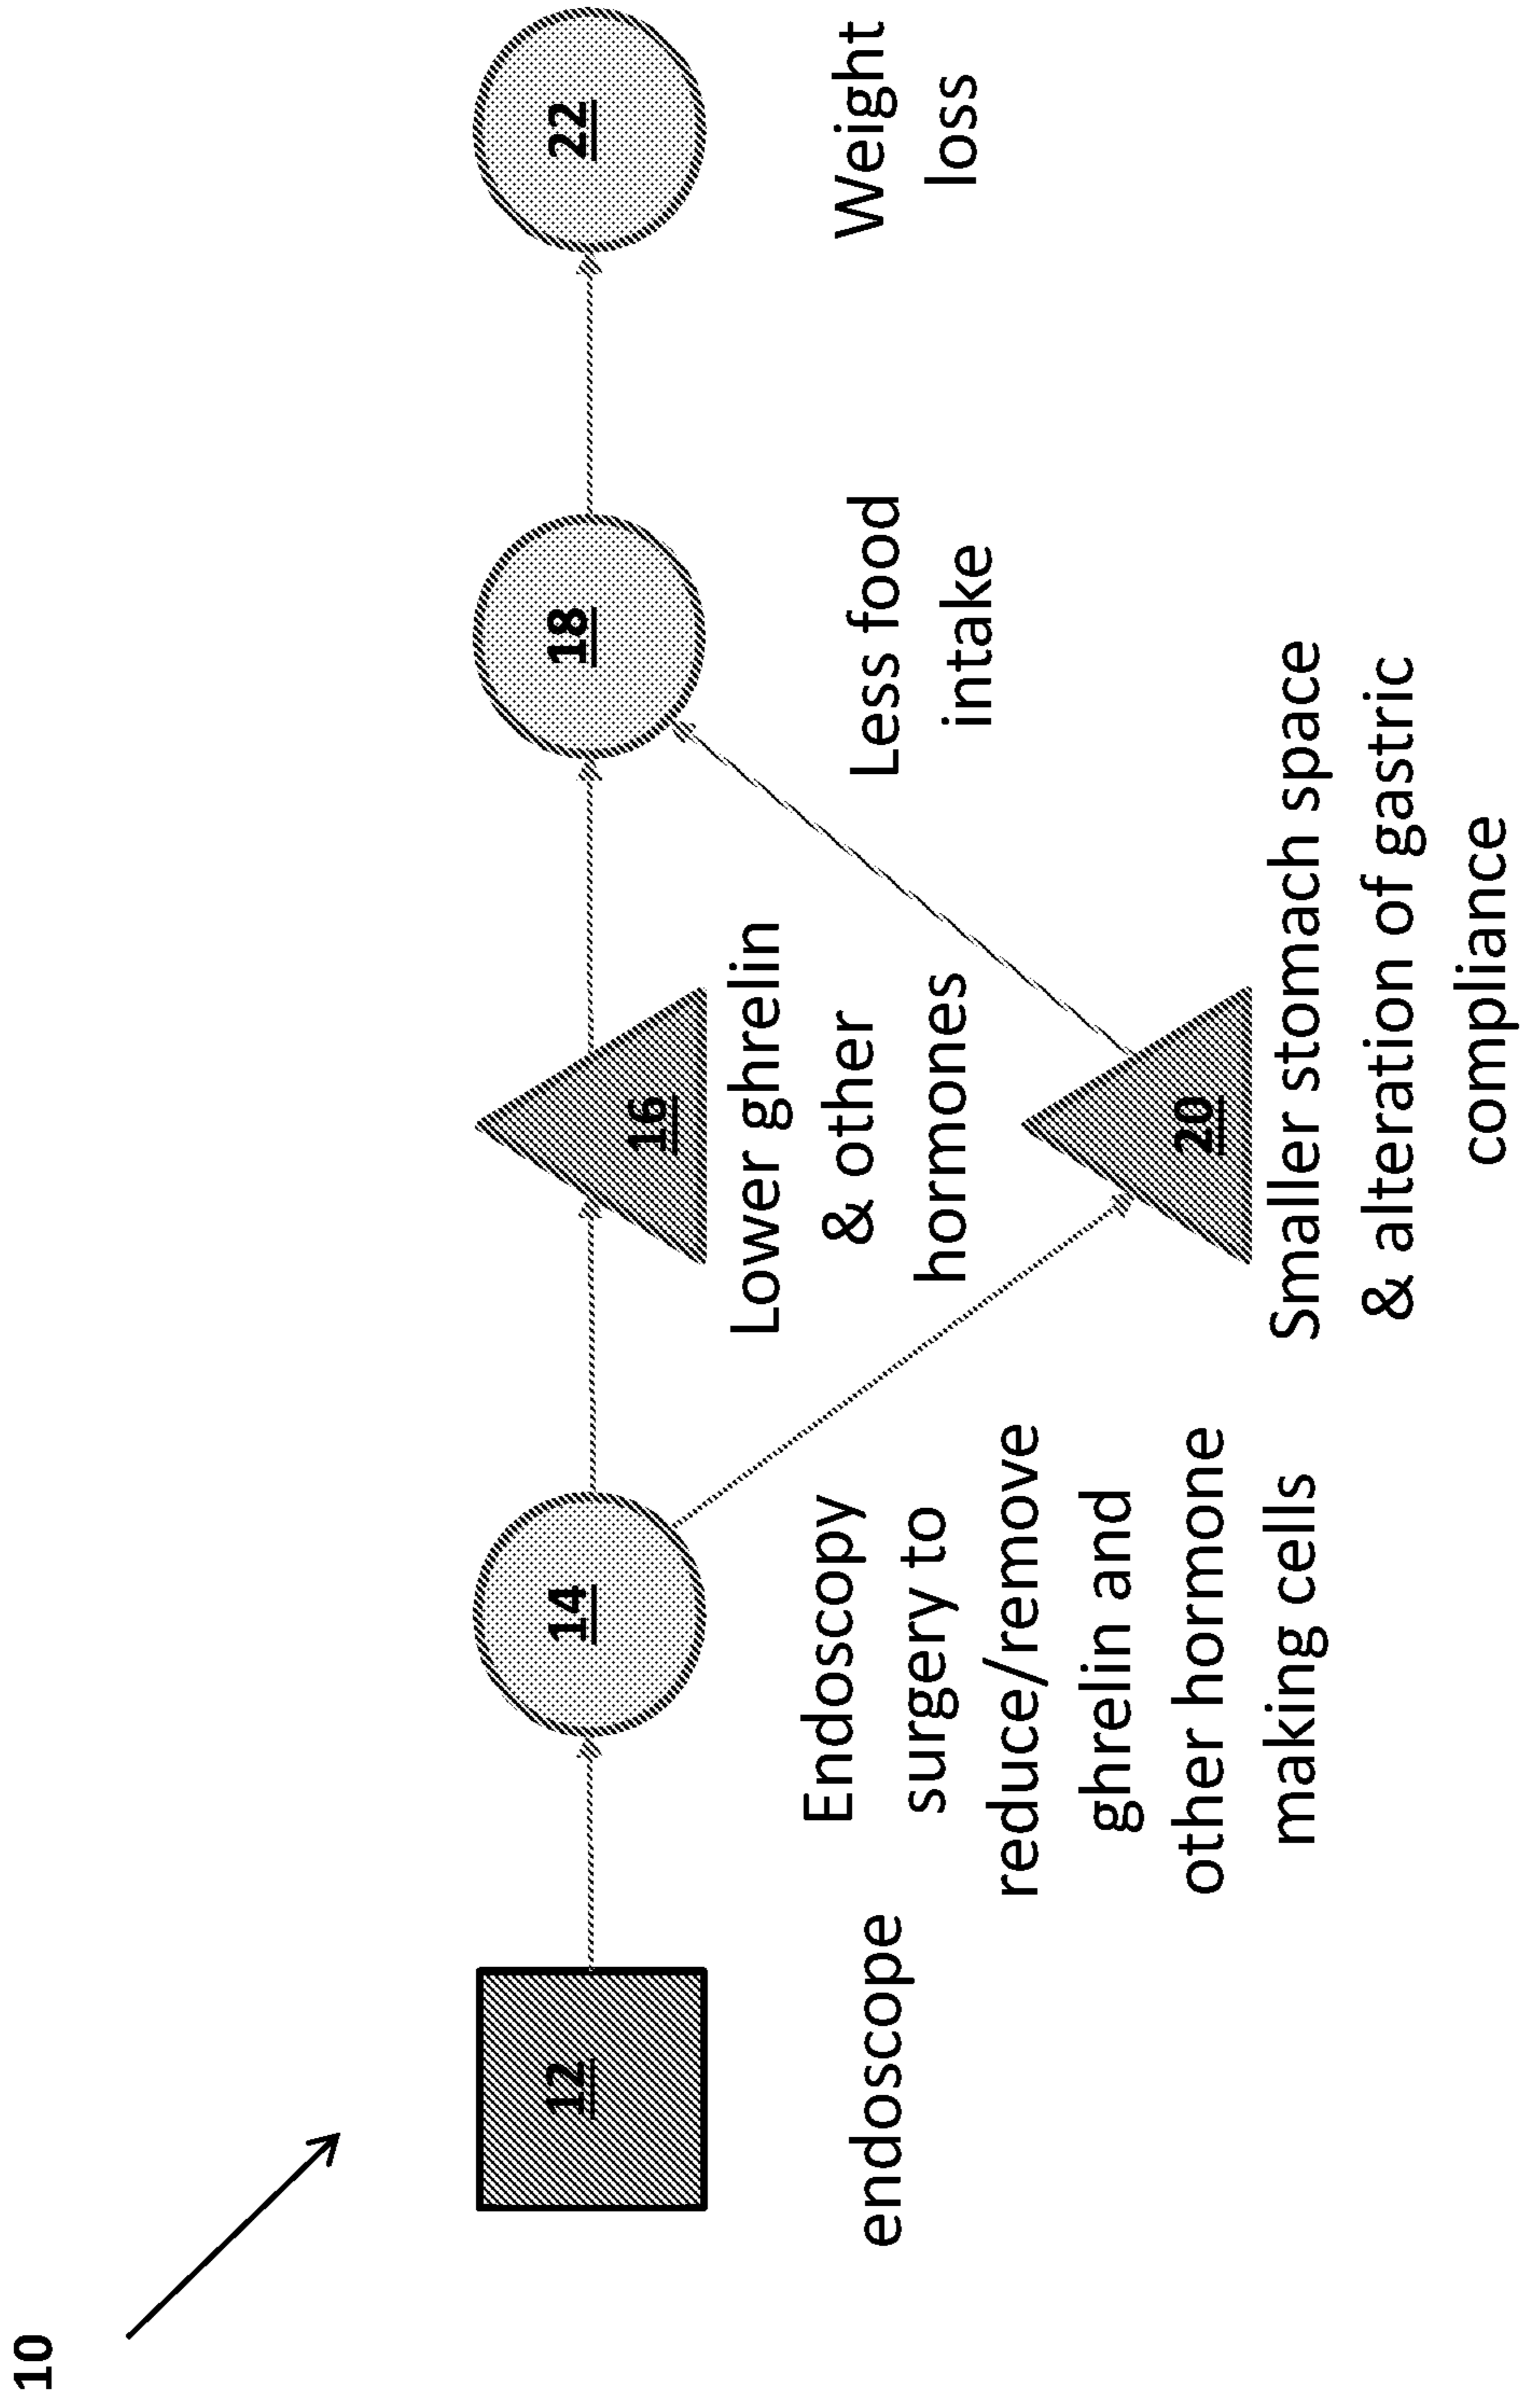 10
12
endoscope
14
Endoscopy
surgery to
reduce/remove
ghrelin and
other hormone
making cells
16
Lower ghrelin
& other
hormones
20
Smaller stomach space
& alteration of gastric
compliance
18
Less food
intake
22
Weight
loss